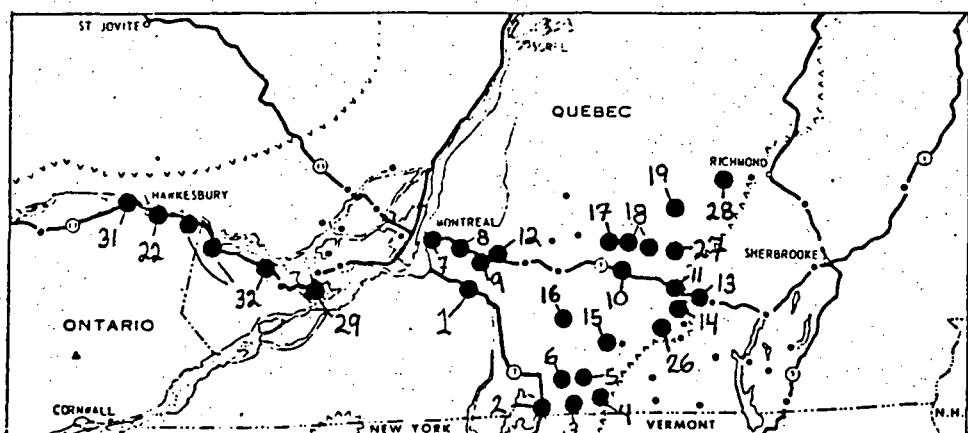 ST JOVITE
SOREL
QUEBEC
RICHMOND
HAWKESBURY
MONTREAL
SHERBROOKE
ONTARIO
CORNWALL
NEW YORK
VERMONT
N.H.
31
22
32
29
7
8
9
12
1
17
18
19
28
27
10
11
13
14
16
15
26
6
5
2
3
4